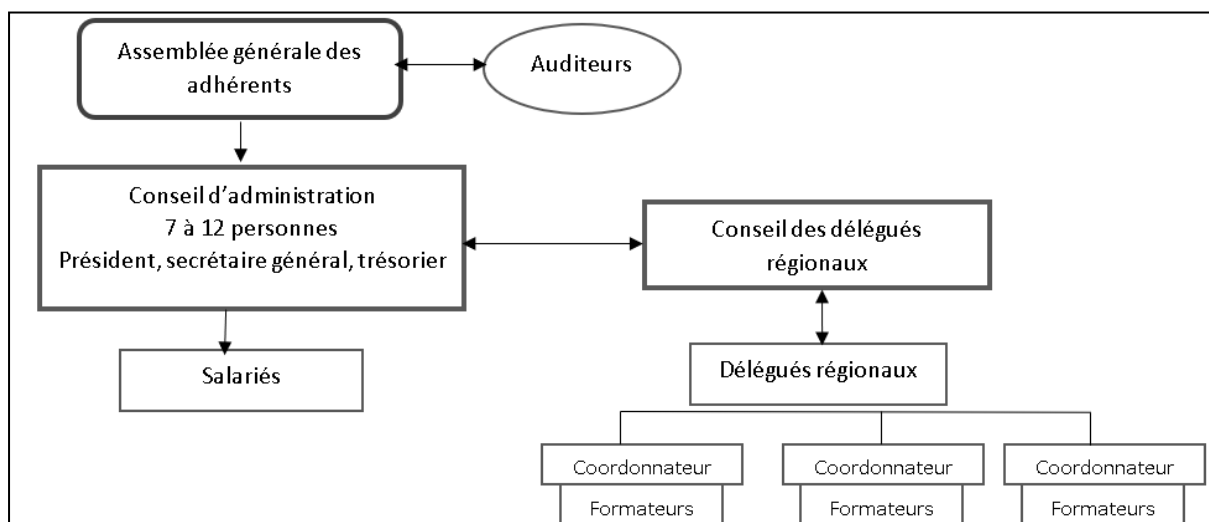 Assemblée générale des
adhérents
Auditeurs
Conseil d'administration
7 à 12 personnes
Président, secrétaire général, trésorier
Conseil des délégués
régionaux
Salariés
Délégués régionaux
Coordonnateur
Coordonnateur
Coordonnateur
Formateurs
Formateurs
Formateurs